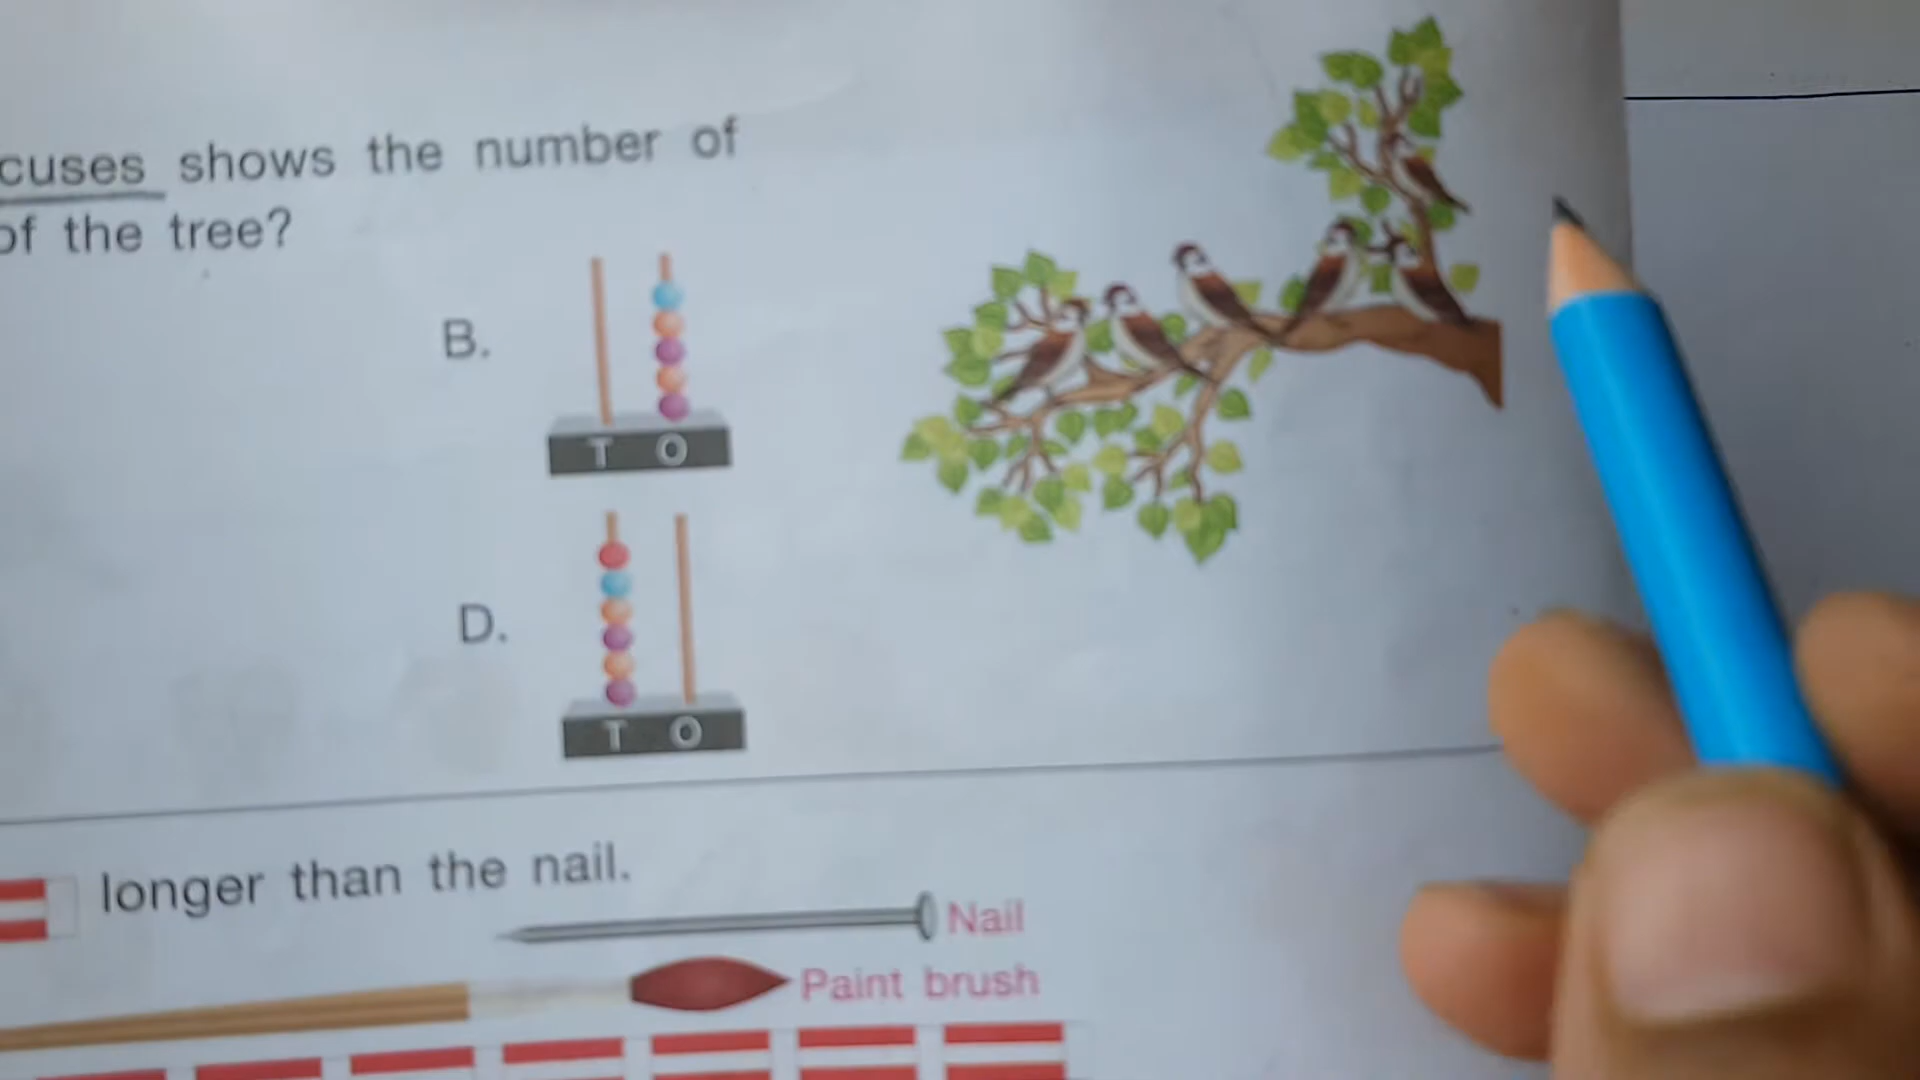 cuses shows the number of
of the tree?
B.
T O
D.
T O
longer than the nail.
Nail
Paint brush